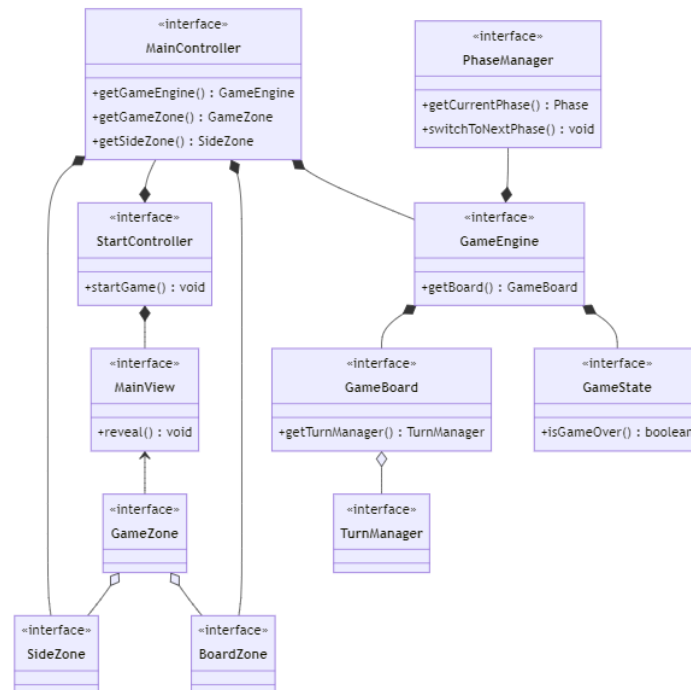 «interface»
MainController
+getGameEngine() : GameEngine
+getGameZone() : GameZone
+getSideZone() : SideZone
«interface»
PhaseManager
+getCurrentPhase() : Phase
+switchToNextPhase() : void
«interface»
StartController
+startGame() : void
«interface»
GameEngine
+getBoard() : GameBoard
«interface»
MainView
+reveal() : void
«interface»
GameBoard
+getTurnManager() : TurnManager
«interface»
GameState
+isGameOver() : boolean
«interface»
GameZone
«interface»
TurnManager
«interface»
SideZone
«interface»
BoardZone